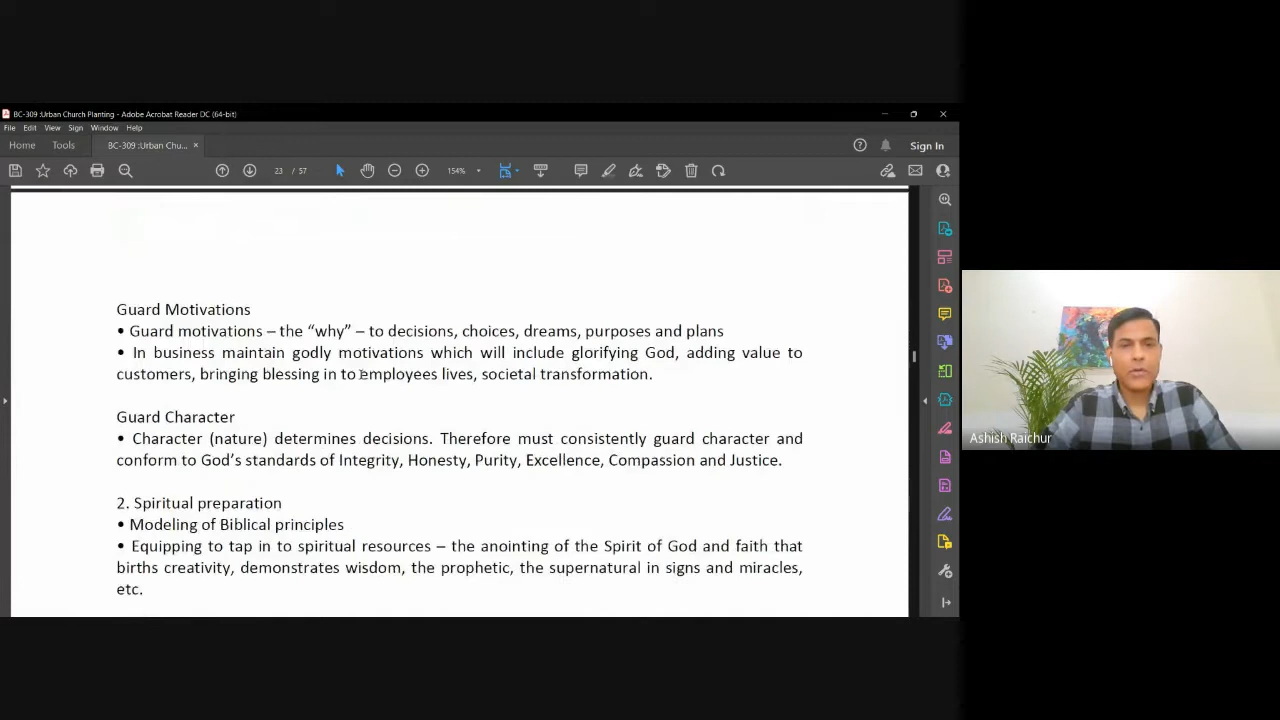 BC-309 :Urban Church Planting - Adobe Acrobat Reader DC (64-bit)
File Edit View Sign Window Help
Home Tools BC-309 :Urban Chu... × Sign In
23 / 57 154%
Guard Motivations
• Guard motivations – the “why” – to decisions, choices, dreams, purposes and plans
• In business maintain godly motivations which will include glorifying God, adding value to
customers, bringing blessing in to employees lives, societal transformation.
Guard Character
• Character (nature) determines decisions. Therefore must consistently guard character and
conform to God’s standards of Integrity, Honesty, Purity, Excellence, Compassion and Justice.
Ashish Raichur
2. Spiritual preparation
• Modeling of Biblical principles
• Equipping to tap in to spiritual resources – the anointing of the Spirit of God and faith that
births creativity, demonstrates wisdom, the prophetic, the supernatural in signs and miracles,
etc.